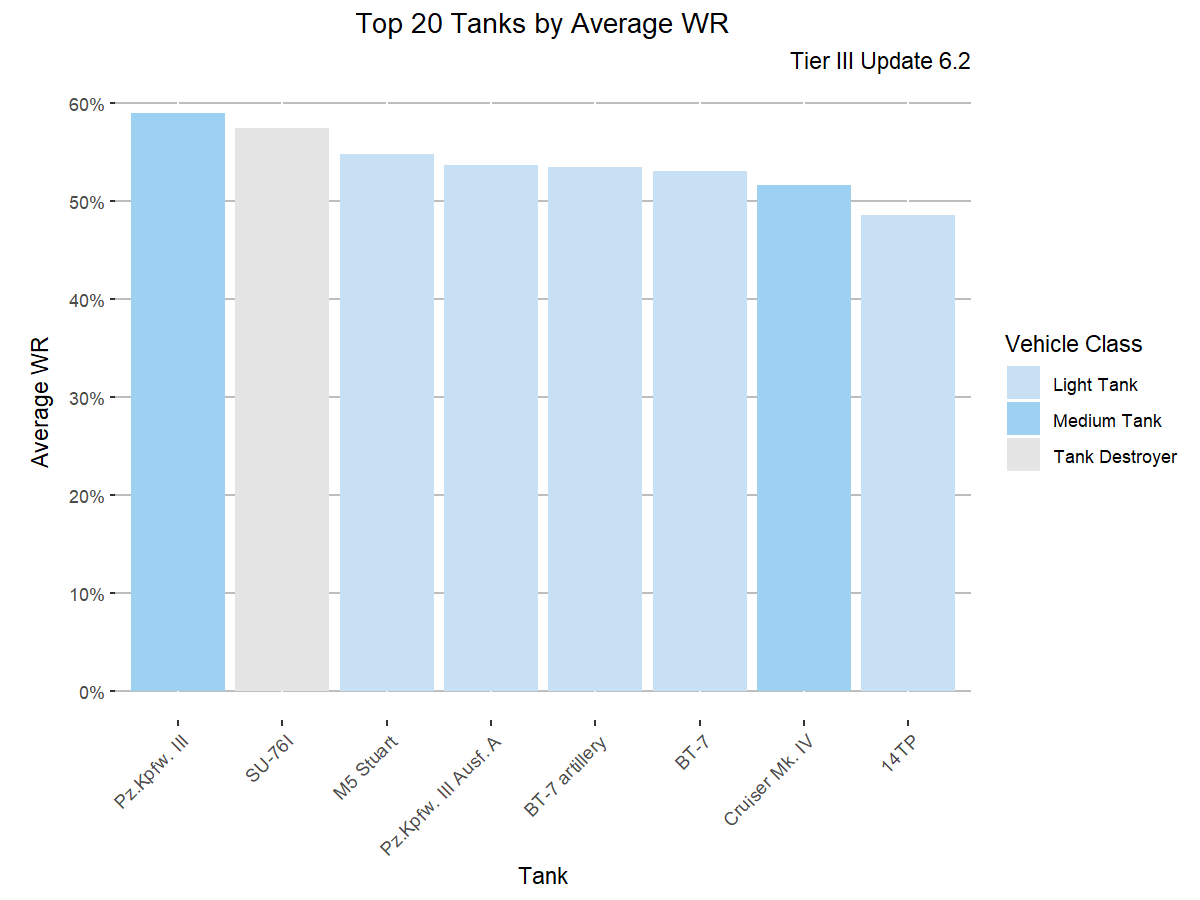 Top 20 Tanks by Average WR
Tier III Update 6.2
60%
50%
40%
30%
20%
10%
0%
Average WR
Pz.Kpfw. III
SU-76I
M5 Stuart
Pz.Kpfw. III Ausf. A
BT-7 artillery
BT-7
Cruiser Mk. IV
14TP
Tank
Vehicle Class
Light Tank
Medium Tank
Tank Destroyer